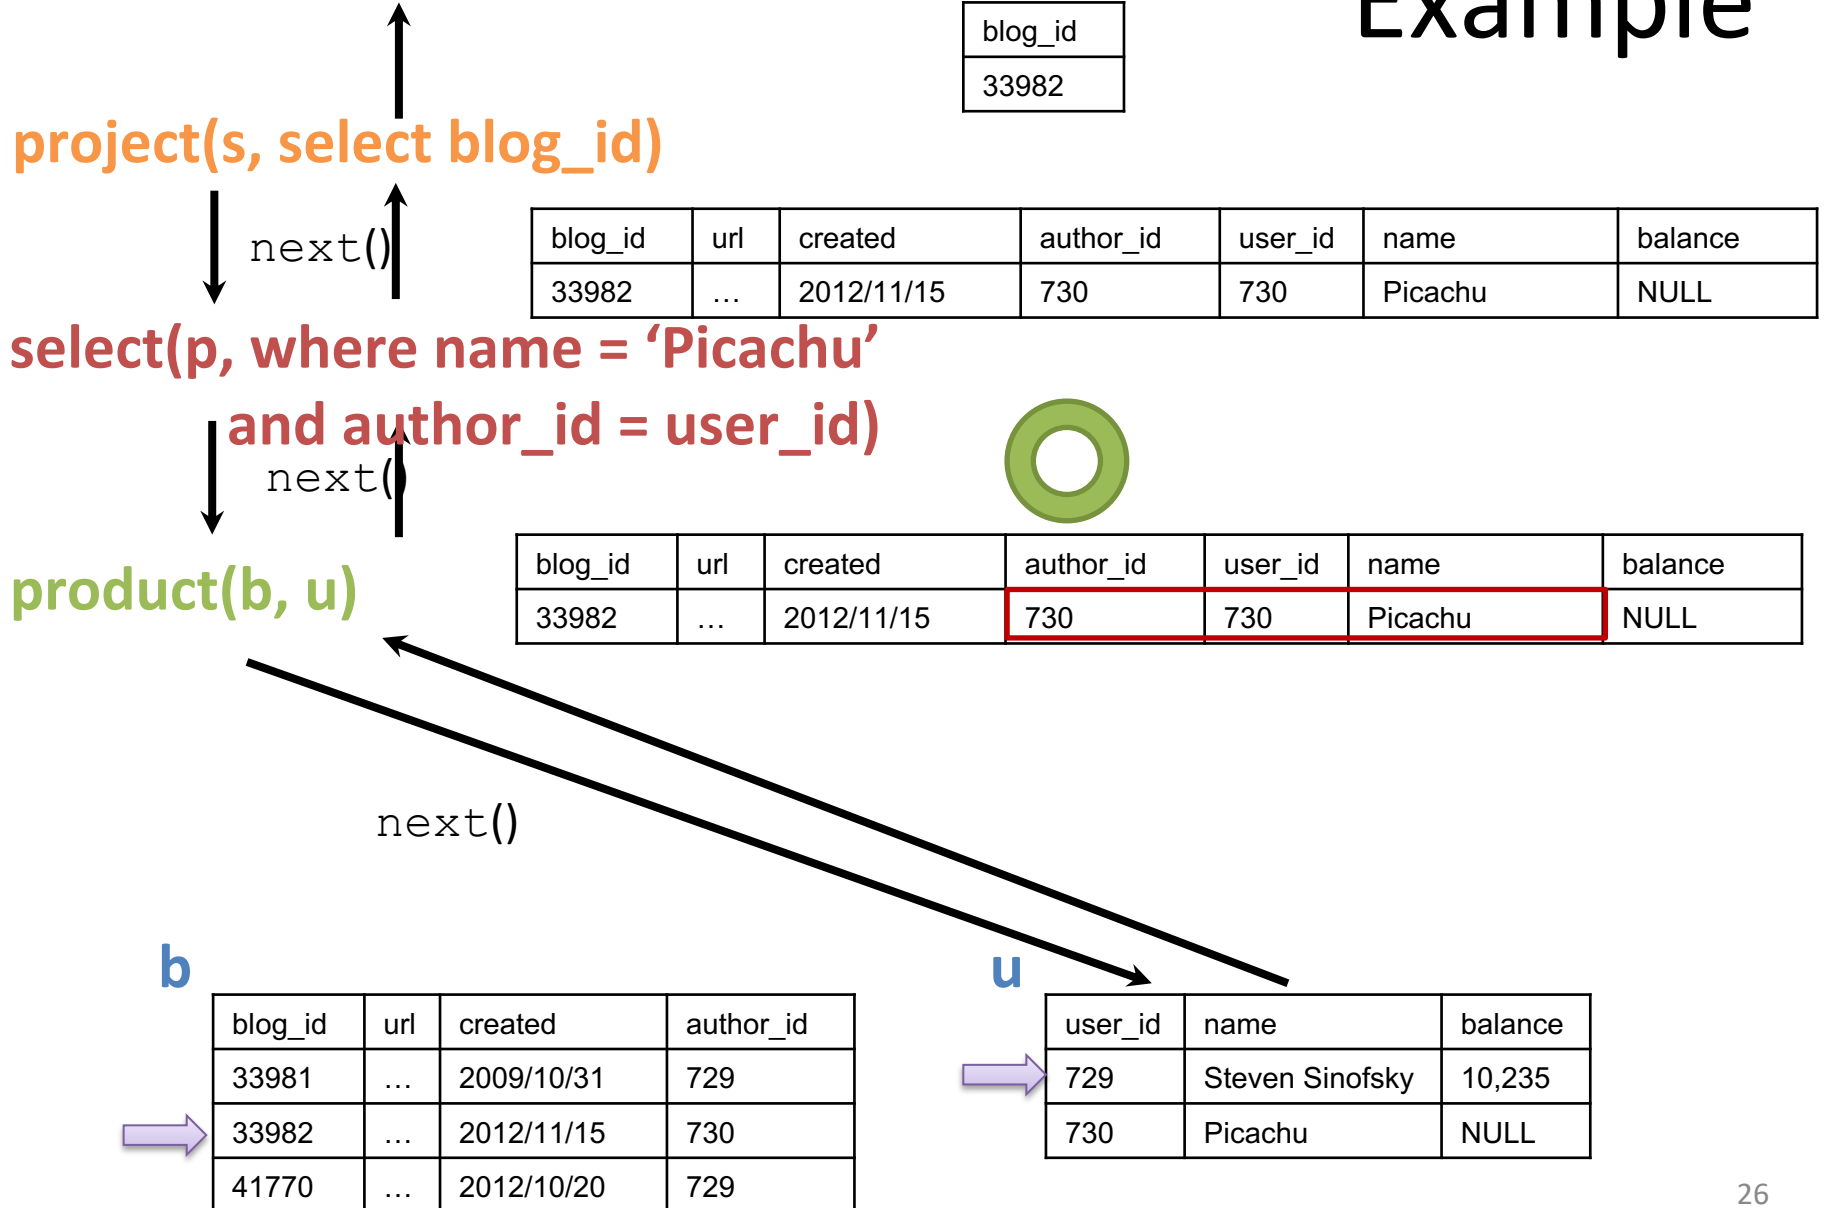 Example
blog_id
33982
project(s, select blog_id)
next()
blog_id url created author_id user_id name balance
33982 … 2012/11/15 730 730 Picachu NULL
select(p, where name = ‘Picachu’
and author_id = user_id)
next()
blog_id url created author_id user_id name balance
33982 … 2012/11/15 730 730 Picachu NULL
product(b, u)
next()
b
blog_id url created author_id
33981 … 2009/10/31 729
33982 … 2012/11/15 730
41770 … 2012/10/20 729
u
user_id name balance
729 Steven Sinofsky 10,235
730 Picachu NULL
26